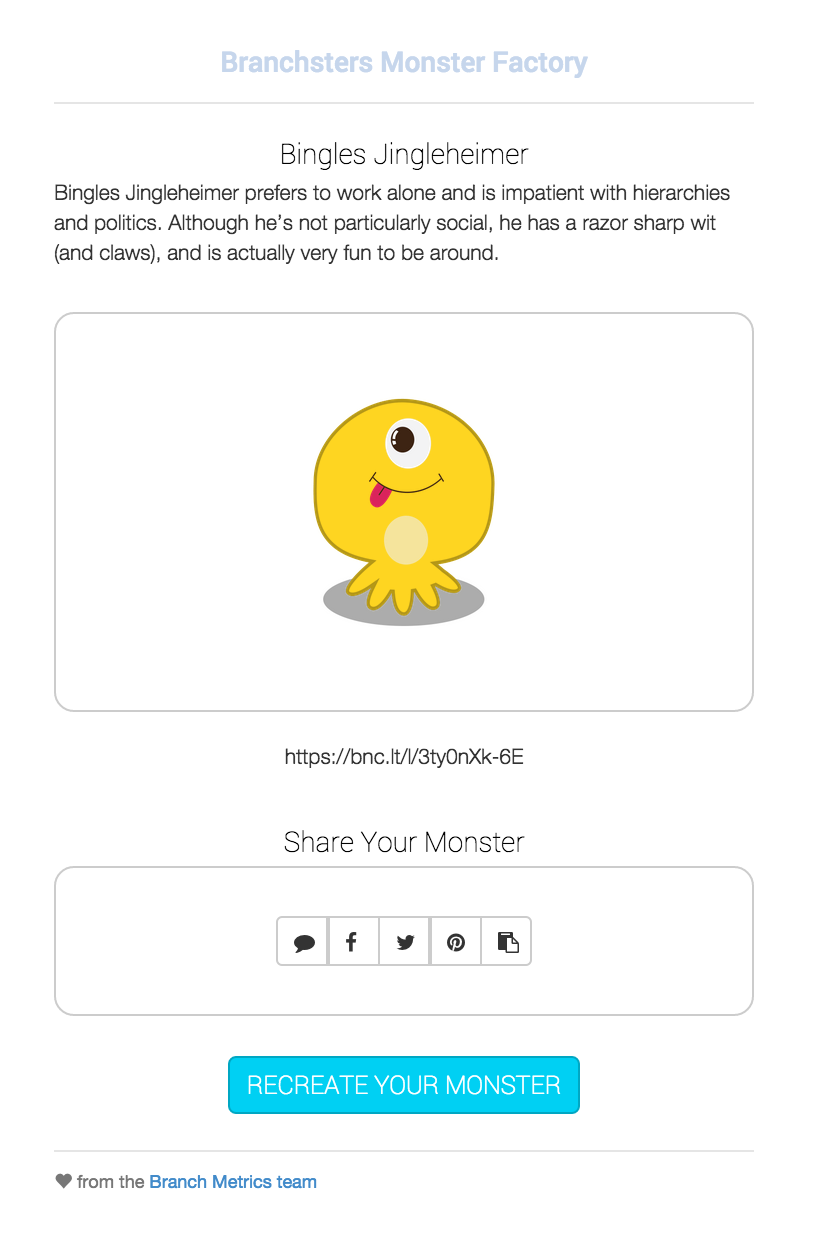 Branchsters Monster Factory
Bingles Jingleheimer
Bingles Jingleheimer prefers to work alone and is impatient with hierarchies
and politics. Although he’s not particularly social, he has a razor sharp wit
(and claws), and is actually very fun to be around.
https://bnc.lt/l/3ty0nXk-6E
Share Your Monster
RECREATE YOUR MONSTER
from the Branch Metrics team